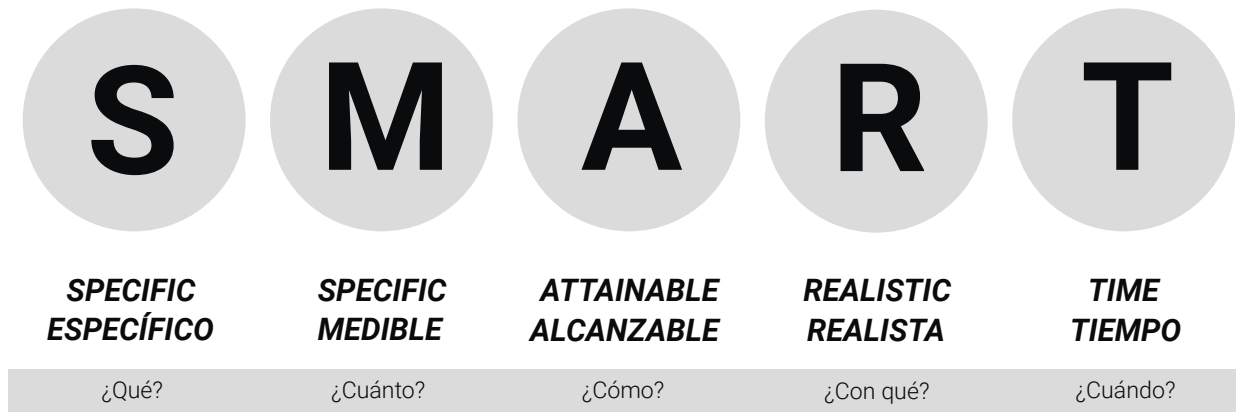 S M A R T
SPECIFIC SPECIFIC ATTAINABLE REALISTIC TIME
ESPECÍFICO MEDIBLE ALCANZABLE REALISTA TIEMPO
¿Qué? ¿Cuánto? ¿Cómo? ¿Con qué? ¿Cuándo?